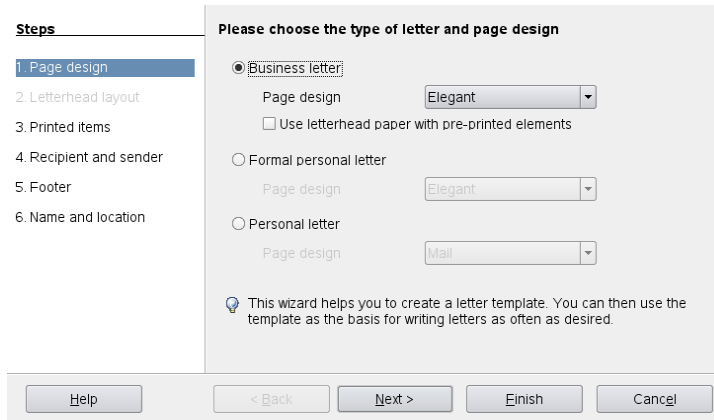 Steps
1. Page design
2. Letterhead layout
3. Printed items
4. Recipient and sender
5. Footer
6. Name and location
Please choose the type of letter and page design
Business letter
Page design Elegant
Use letterhead paper with pre-printed elements
Formal personal letter
Page design Elegant
Personal letter
Page design Mail
This wizard helps you to create a letter template. You can then use the
template as the basis for writing letters as often as desired.
Help < Back Next > Finish Cancel